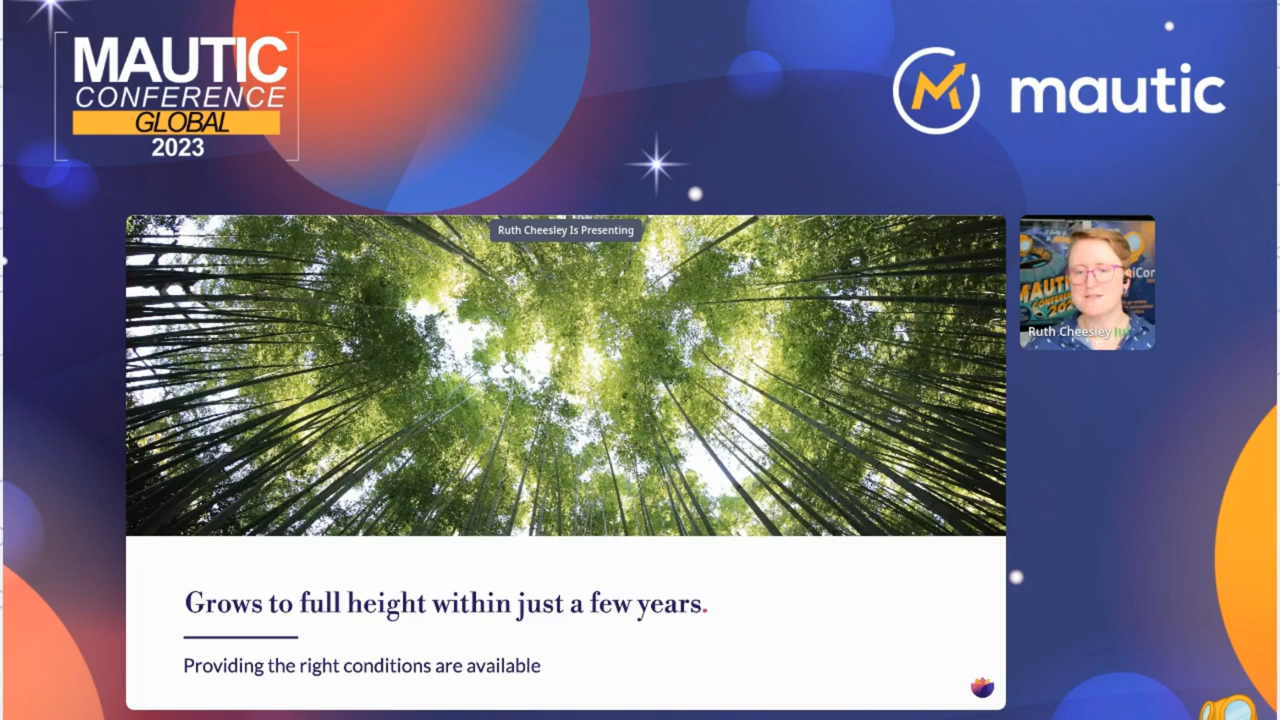 MAUTIC
CONFERENCE
GLOBAL
2023
mautic
Ruth Cheesley Is Presenting
Ruth Cheesley
Grows to full height within just a few years.
Providing the right conditions are available